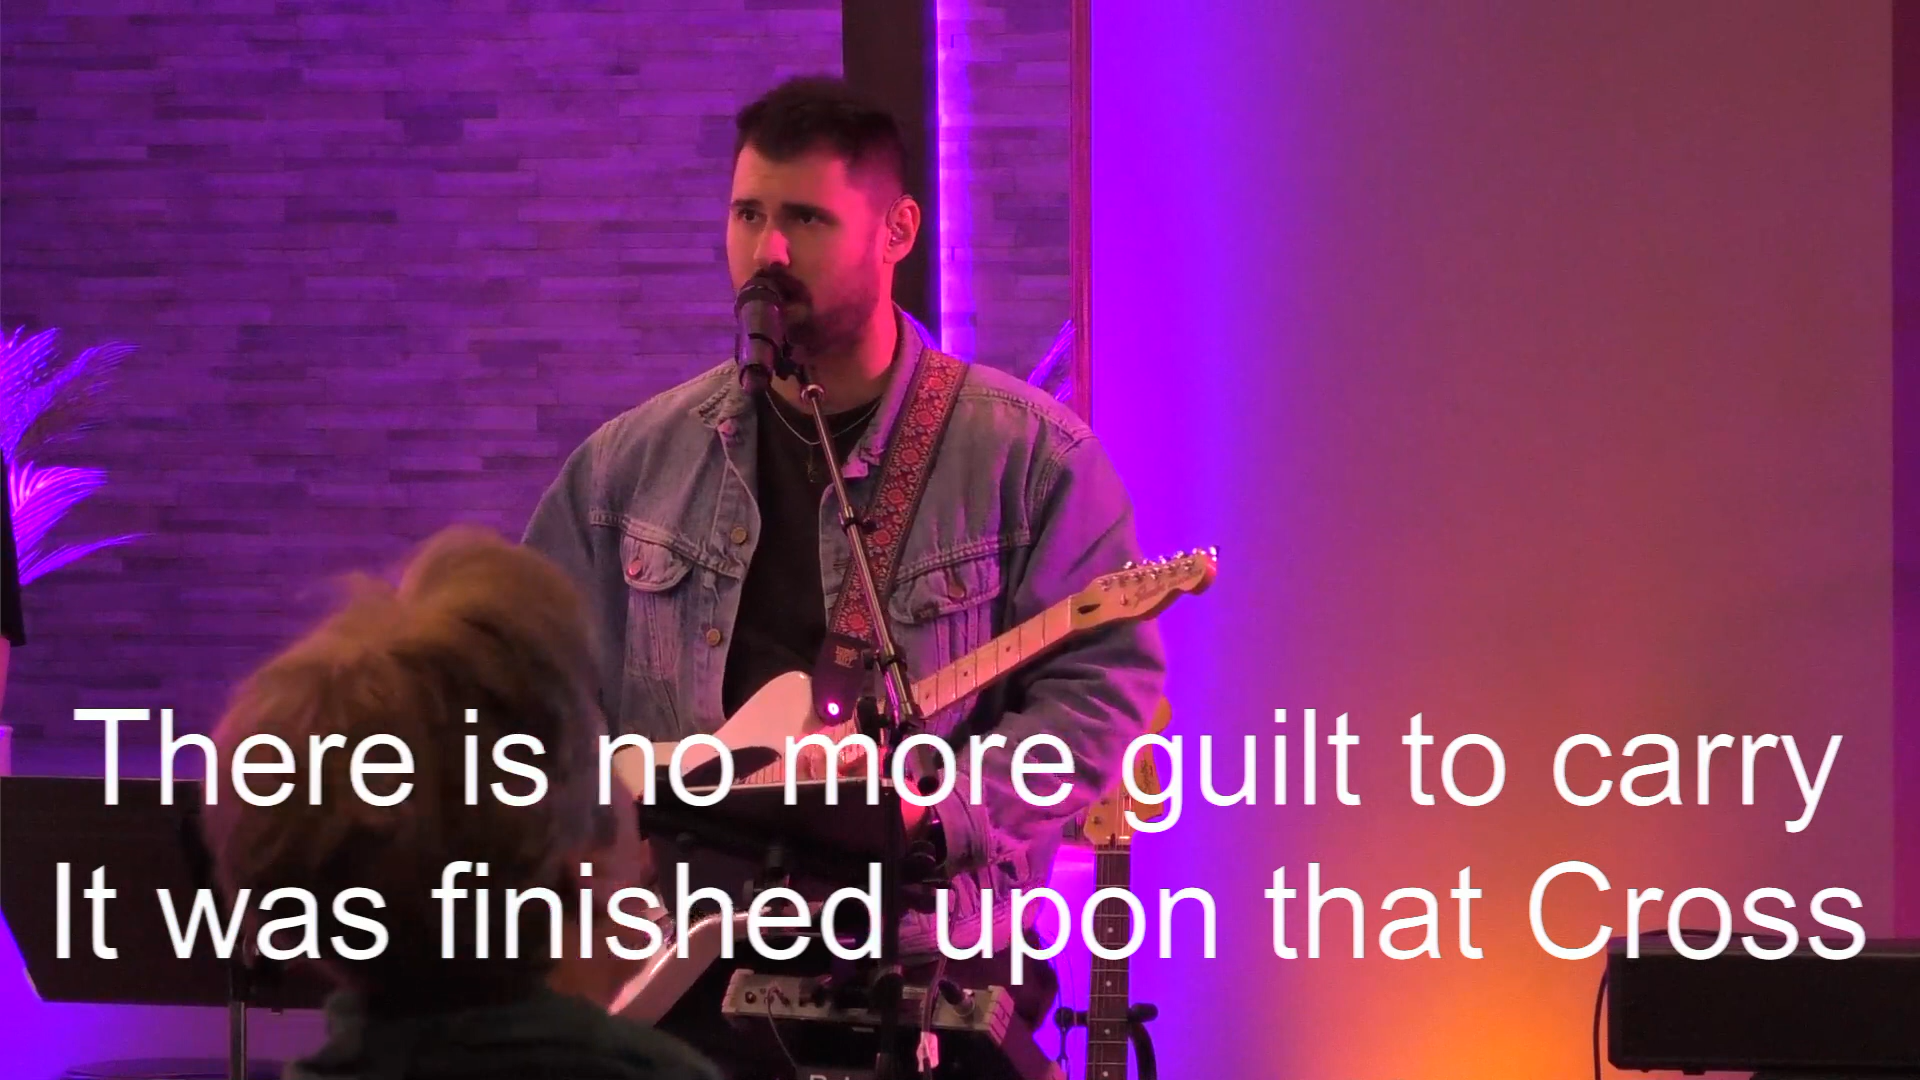 There is no more guilt to carry
It was finished upon that Cross